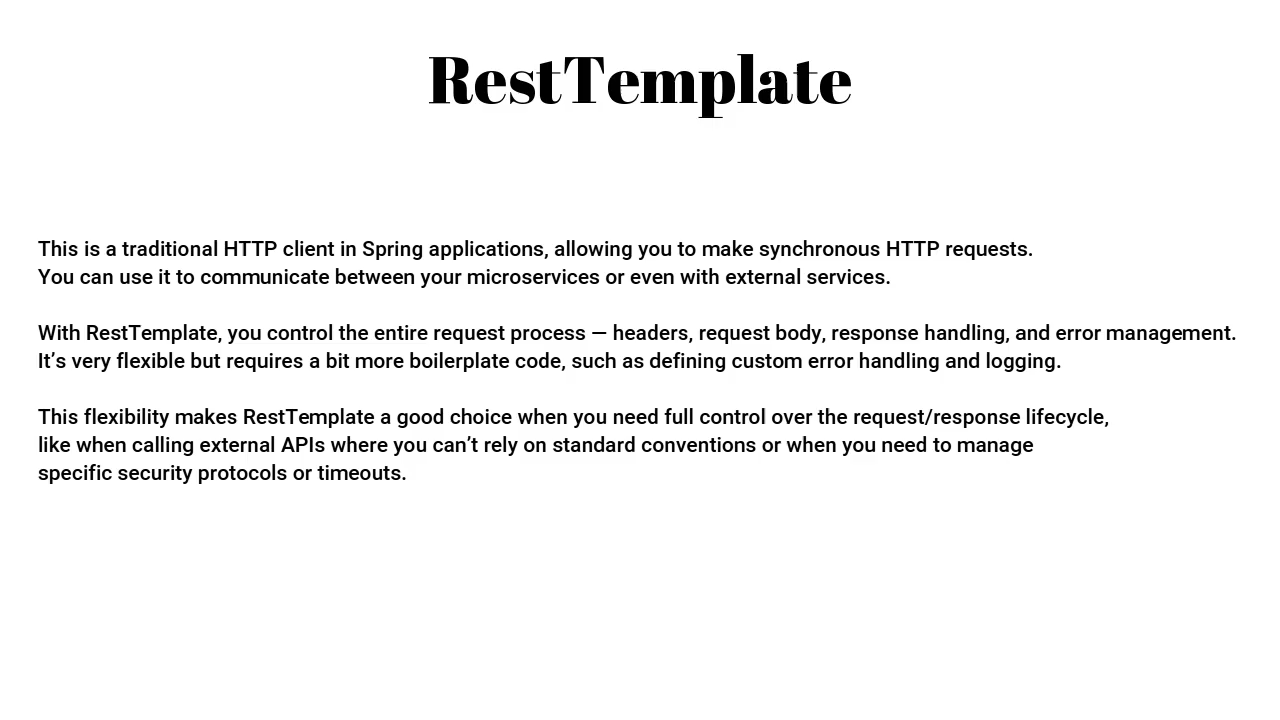 RestTemplate
This is a traditional HTTP client in Spring applications, allowing you to make synchronous HTTP requests.
You can use it to communicate between your microservices or even with external services.
With RestTemplate, you control the entire request process — headers, request body, response handling, and error management.
It’s very flexible but requires a bit more boilerplate code, such as defining custom error handling and logging.
This flexibility makes RestTemplate a good choice when you need full control over the request/response lifecycle,
like when calling external APIs where you can’t rely on standard conventions or when you need to manage
specific security protocols or timeouts.